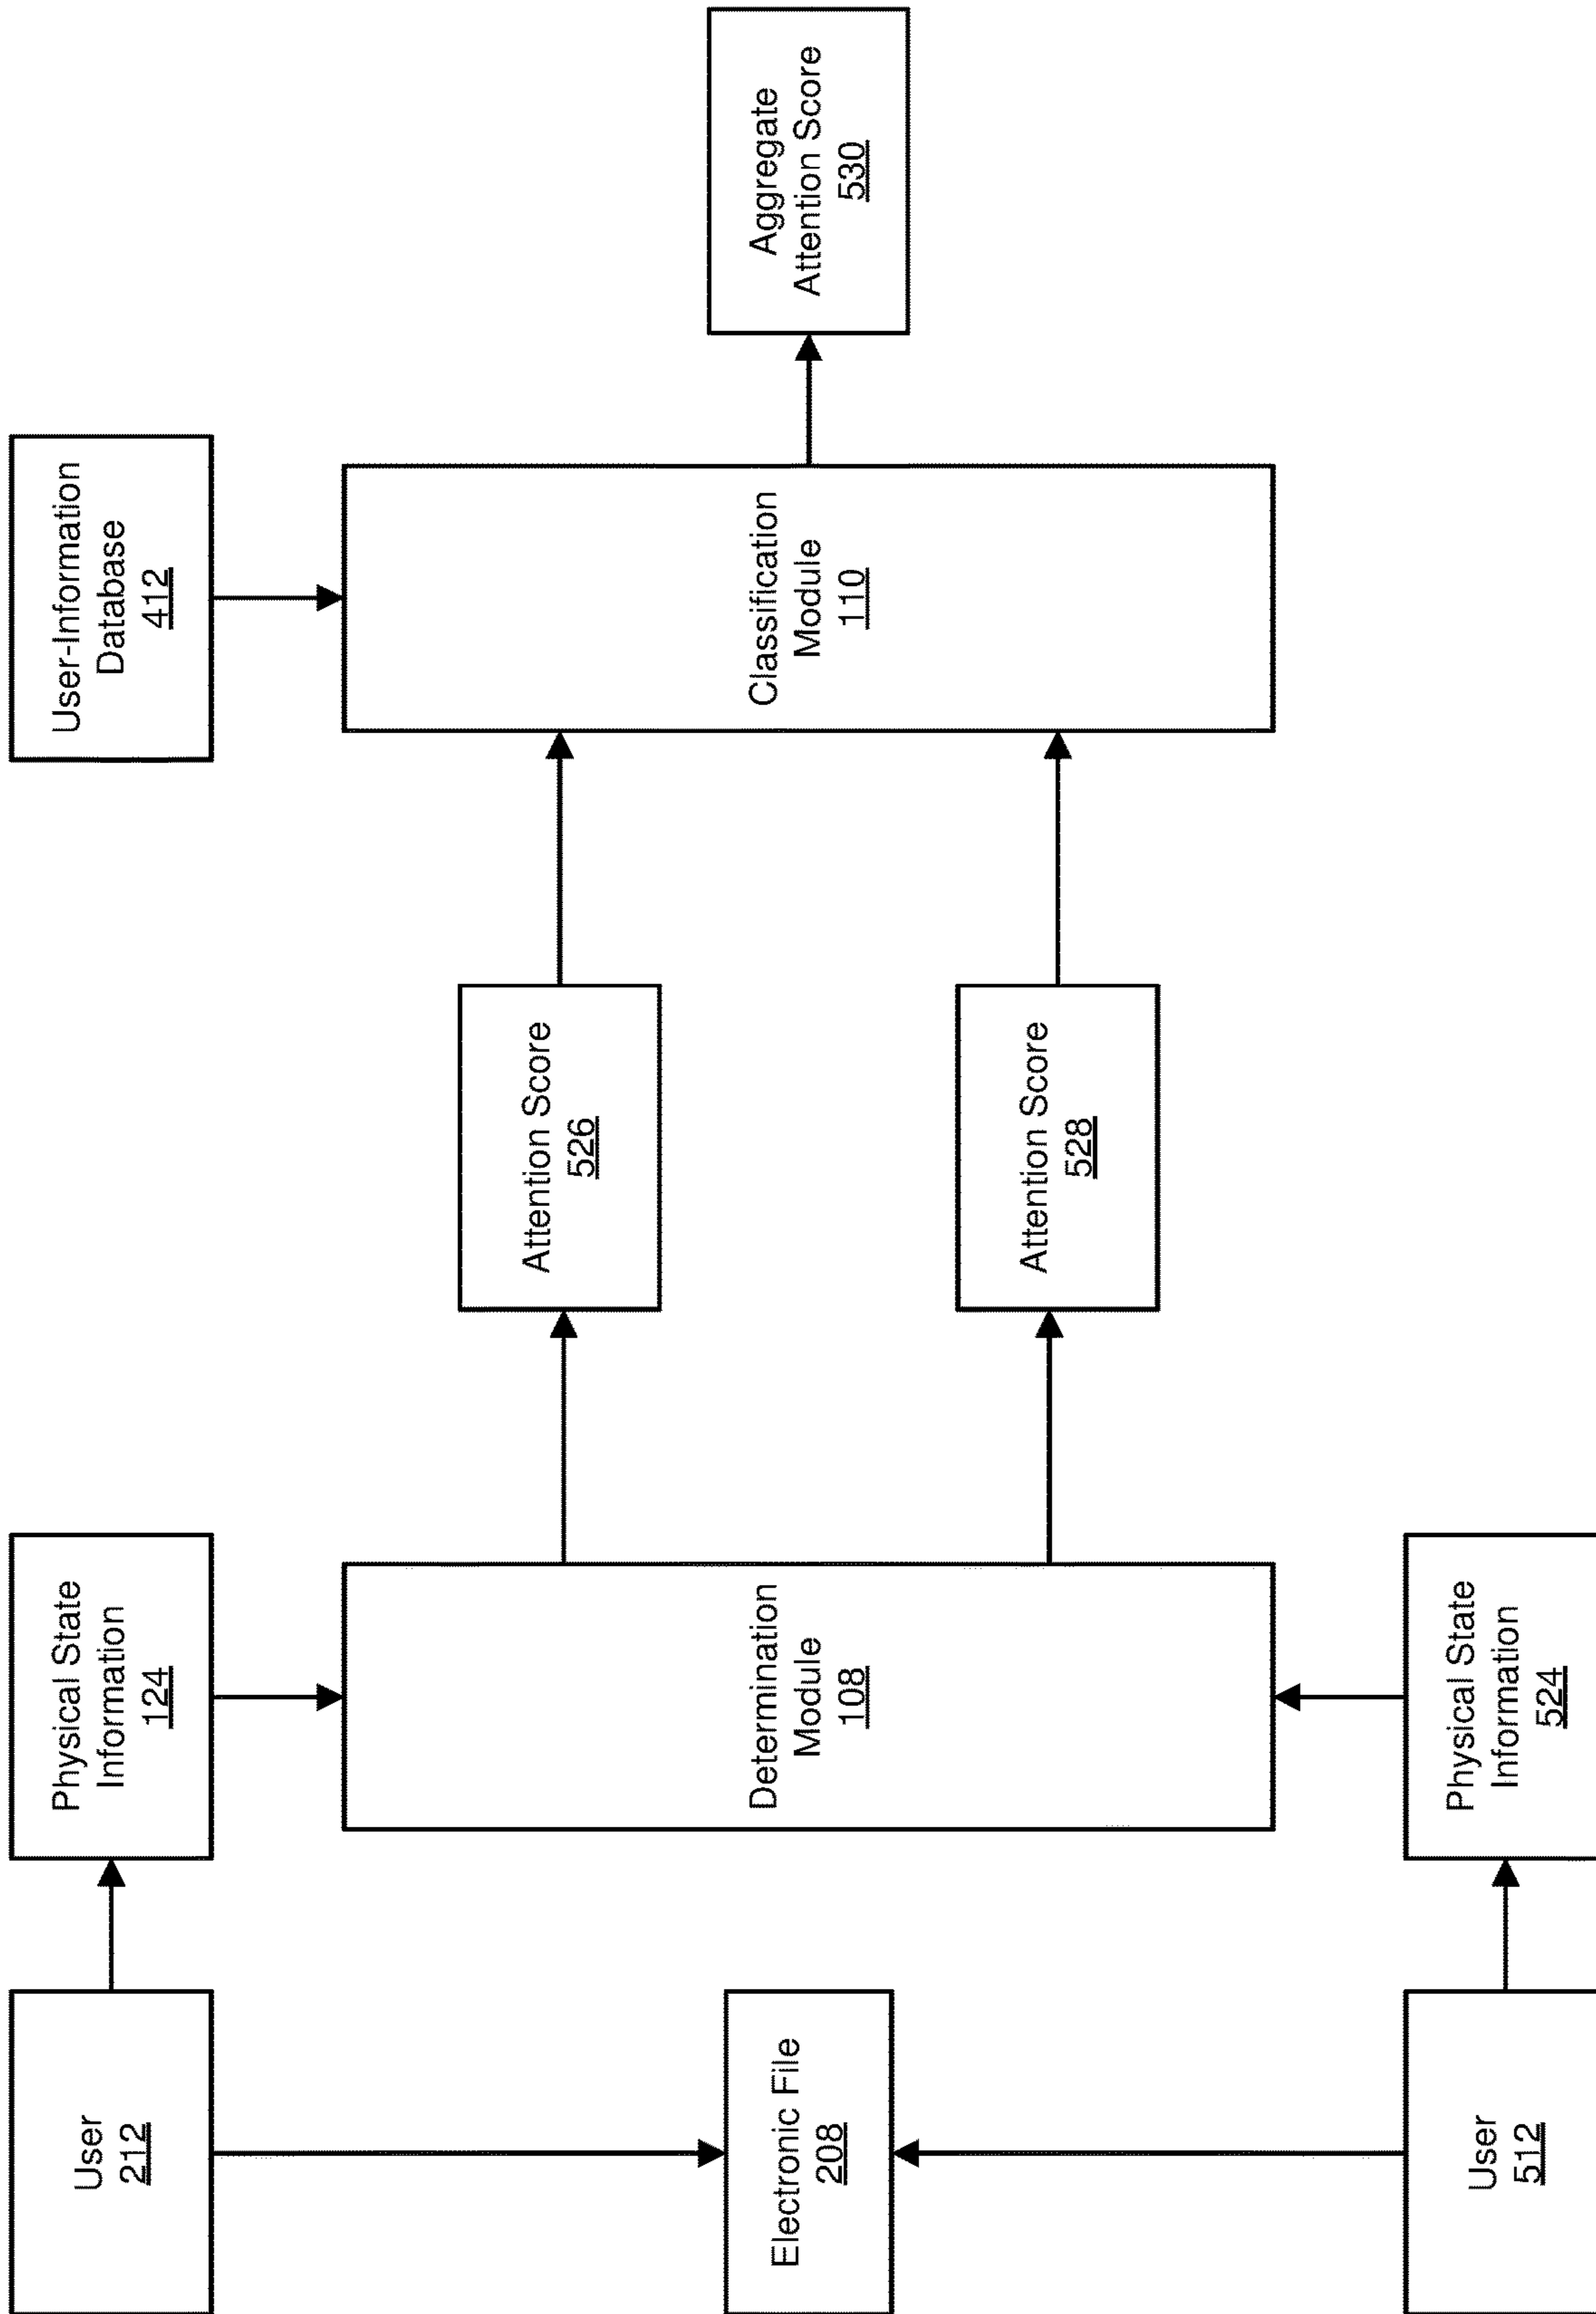 User
212
Physical State
Information
124
User-Information
Database
412
Attention Score
526
Electronic File
208
Determination
Module
108
Classification
Module
110
Aggregate
Attention Score
530
Attention Score
528
User
512
Physical State
Information
524